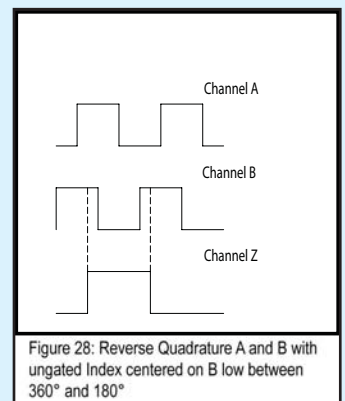 Channel A
Channel B
Channel Z
Figure 28: Reverse Quadrature A and B with
ungated Index centered on B low between
360° and 180°